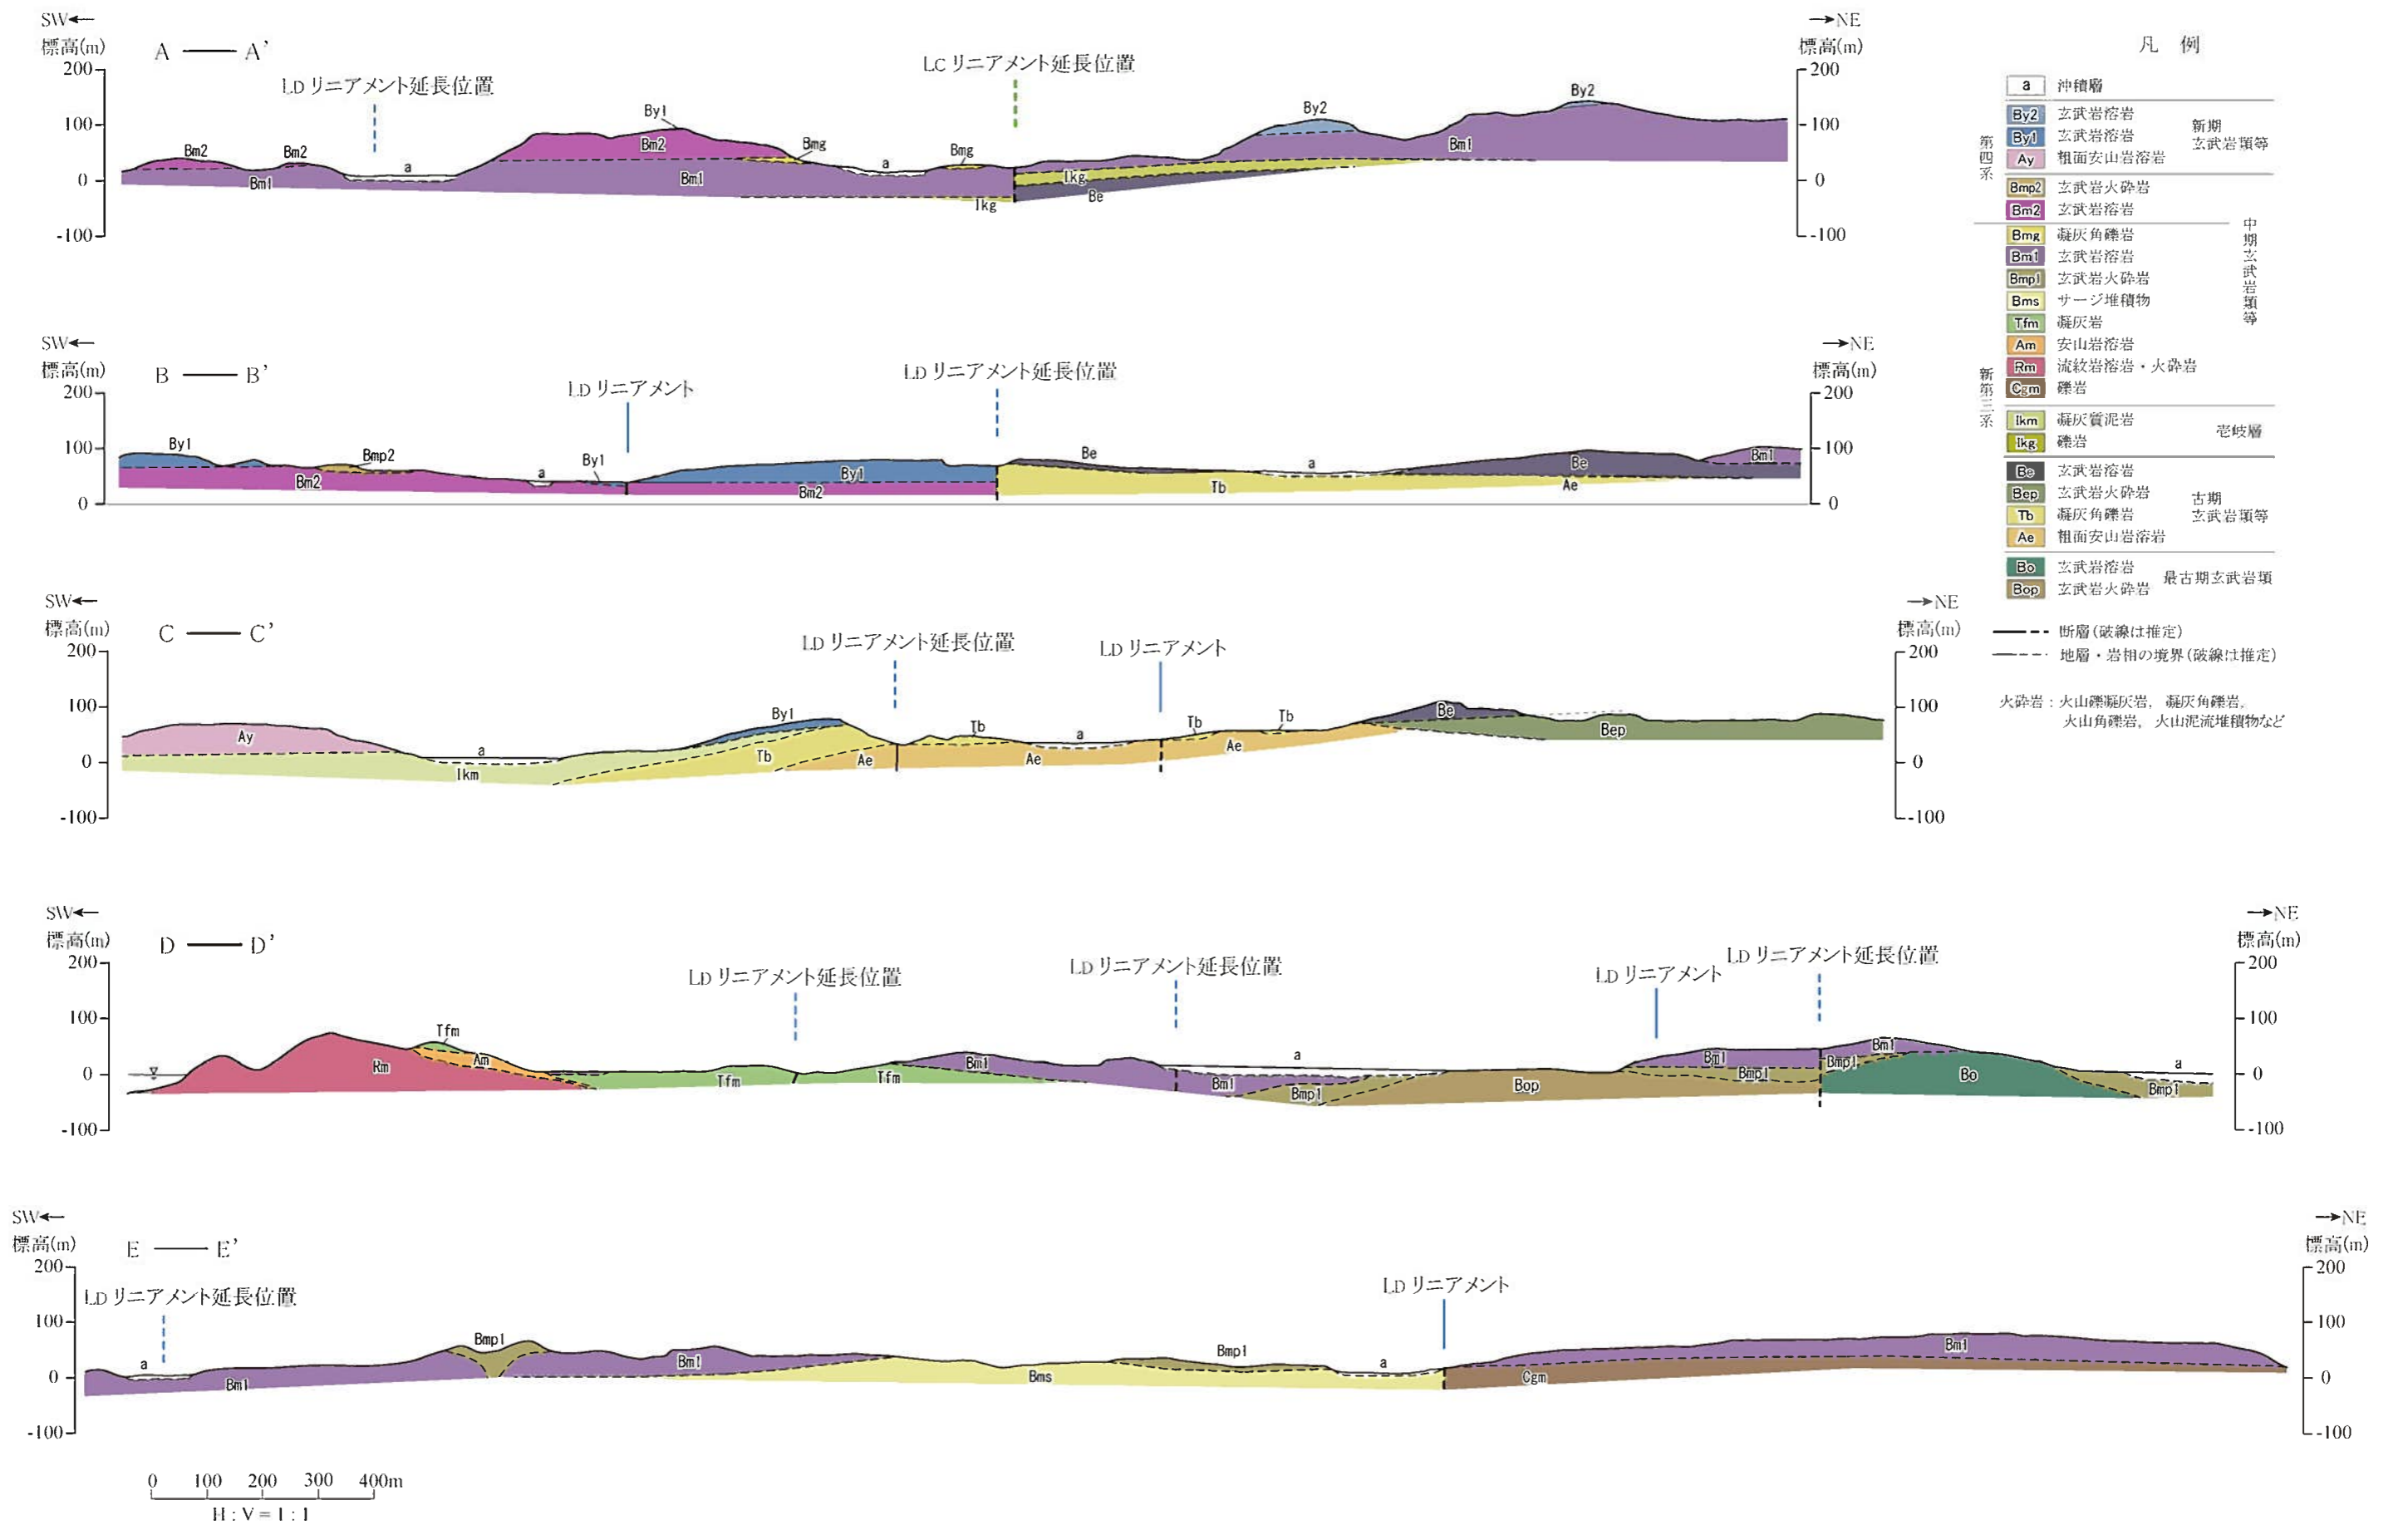 SW← →NE
標高(m) 標高(m)
A ―― A’
LD リニアメント延長位置
LC リニアメント延長位置
200 200
100 100
0 0
-100 -100
Bm2 Bm2 Bm1 a By1 Bm2 Bm1 Bmg a Bmg Ikg Ikg Be By2 Bm1 By2
SW← →NE
標高(m) 標高(m)
B ―― B’
LD リニアメント
LD リニアメント延長位置
200 200
100 100
0 0
By1 Bmp2 Bm2 a By1 By1 Bm2 Be Tb a Be Ae Bm1
SW← →NE
標高(m) 標高(m)
C ―― C’
LD リニアメント延長位置
LD リニアメント
200 200
100 100
0 0
-100 -100
Ay a Ikm By1 Tb Ae Tb a Ae Tb Ae Tb Be Bep
SW← →NE
標高(m) 標高(m)
D ―― D’
LD リニアメント延長位置
LD リニアメント延長位置
LD リニアメント
LD リニアメント延長位置
200 200
100 100
0 0
-100 -100
Rm Tfm Am Tfm Tfm Bm1 Bm1 a Bmp1 Bop Bm1 Bmp1 Bmp1 Bm1 Bo Bmp1 a
SW← →NE
標高(m) 標高(m)
E ―― E’
LD リニアメント延長位置
LD リニアメント
200 200
100 100
0 0
-100 -100
a Bm1 Bmp1 Bm1 Bms Bmp1 a Cgm Bm1
0 100 200 300 400m
H : V = 1 : 1
凡 例
a 沖積層
第四系
By2 玄武岩溶岩
By1 玄武岩溶岩
Ay 粗面安山岩溶岩
新期
玄武岩類等
Bmp2 玄武岩火砕岩
Bm2 玄武岩溶岩
新第三系
Bmg 凝灰角礫岩
Bm1 玄武岩溶岩
Bmp1 玄武岩火砕岩
Bms サージ堆積物
Tfm 凝灰岩
Am 安山岩溶岩
Rm 流紋岩溶岩・火砕岩
Cgm 礫岩
中期玄武岩類等
Ikm 凝灰質泥岩
Ikg 礫岩
壱岐層
Be 玄武岩溶岩
Bep 玄武岩火砕岩
Tb 凝灰角礫岩
Ae 粗面安山岩溶岩
古期
玄武岩類等
Bo 玄武岩溶岩
Bop 玄武岩火砕岩
最古期玄武岩類
断層(破線は推定)
地層・岩相の境界(破線は推定)
火砕岩：火山礫凝灰岩，凝灰角礫岩，
火山角礫岩，火山泥流堆積物など